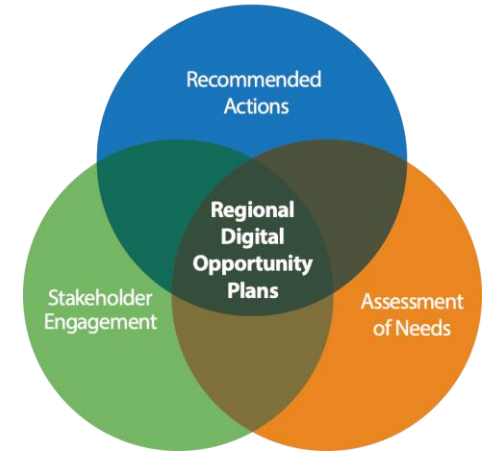 Recommended
Actions
Regional
Digital
Opportunity
Plans
Stakeholder
Engagement
Assessment
of Needs